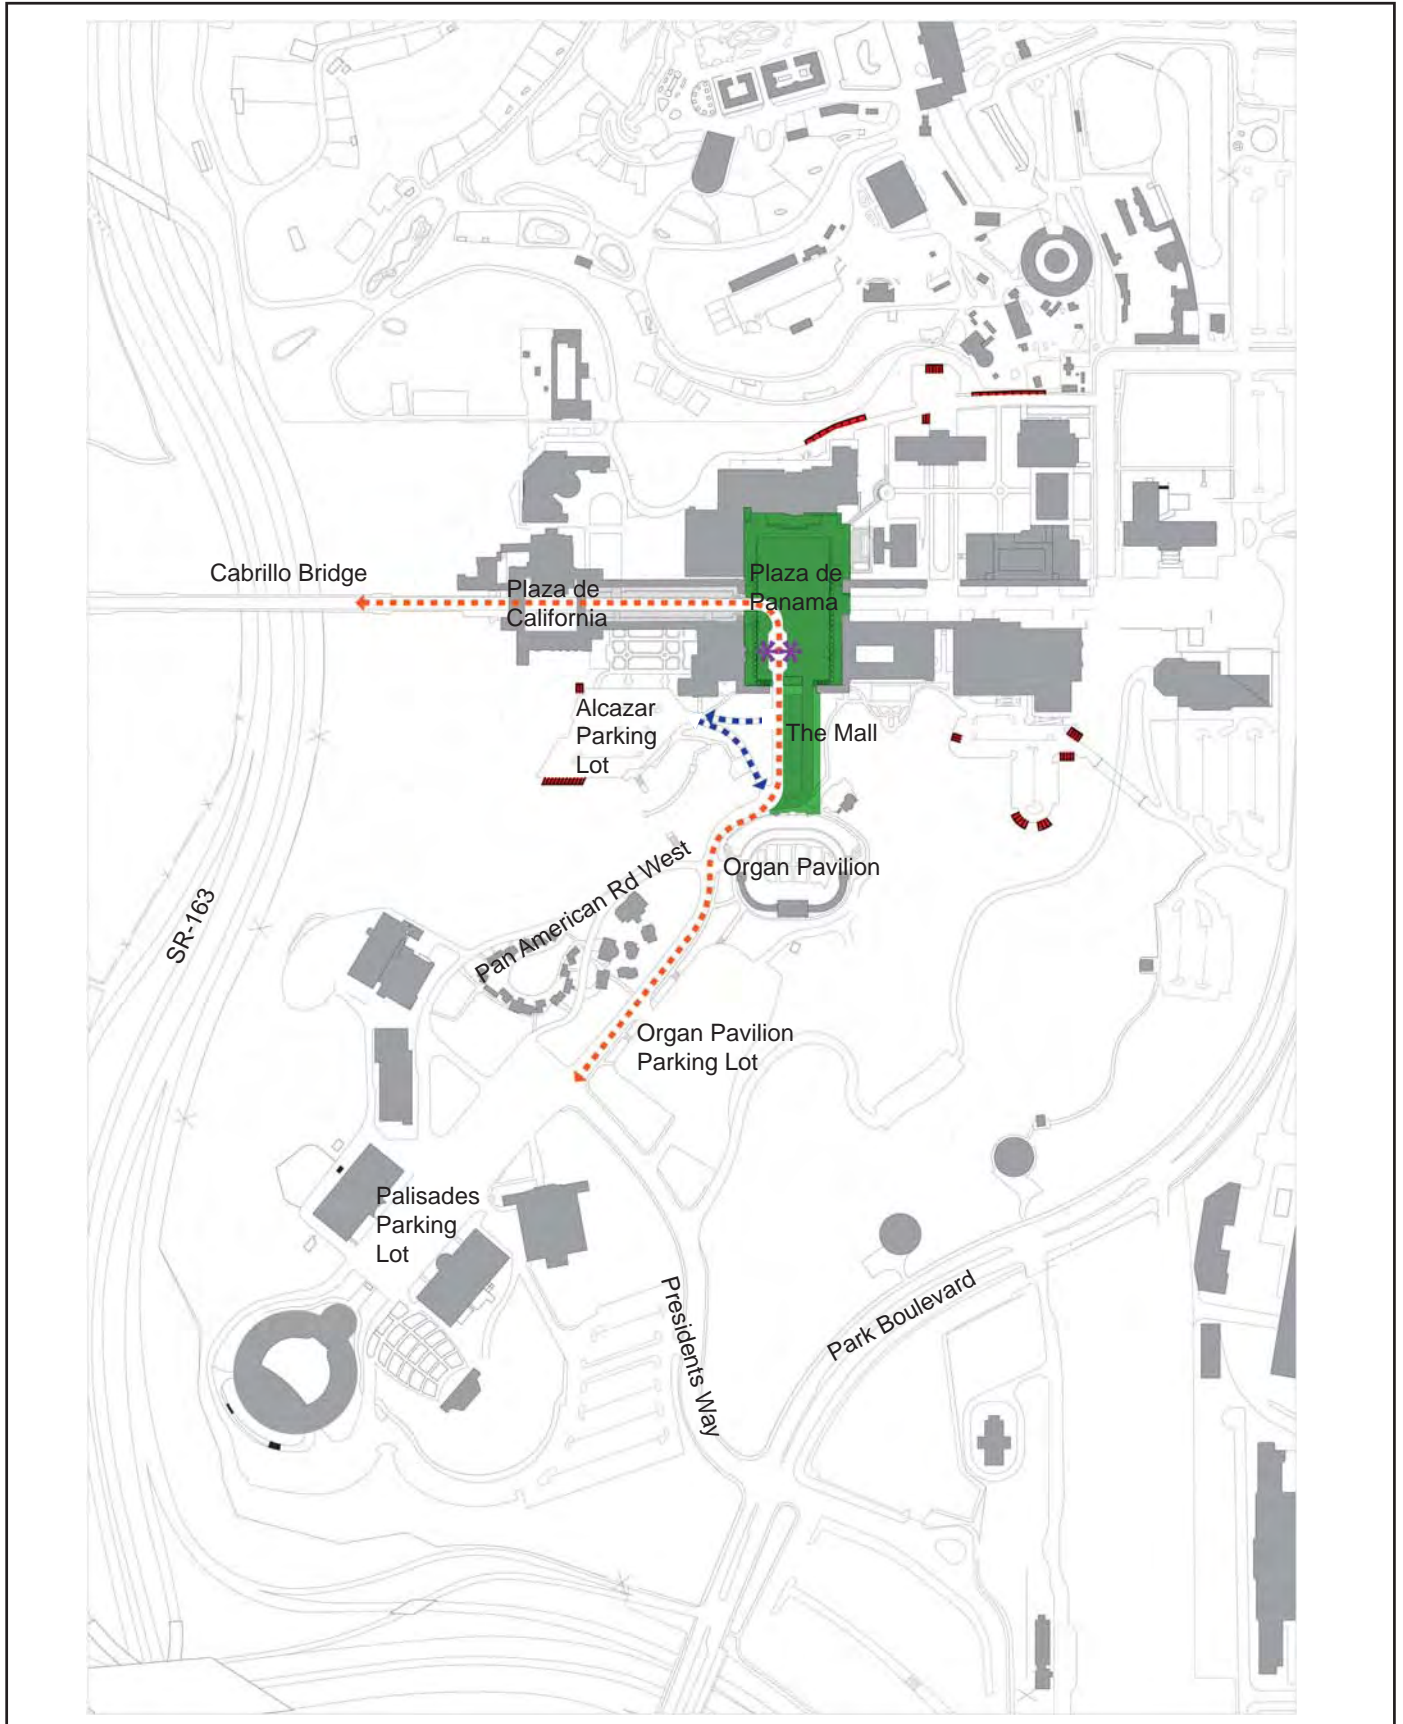 Cabrillo Bridge
Plaza de
California
Plaza de
Panama
Alcazar
Parking
Lot
The Mall
Organ Pavilion
Pan American Rd West
SR-163
Organ Pavilion
Parking Lot
Palisades
Parking
Lot
Presidents Way
Park Boulevard